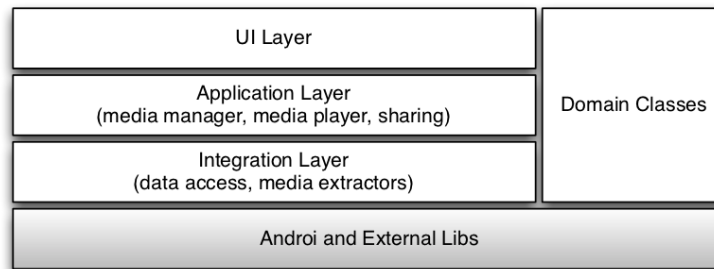 UI Layer
Application Layer
(media manager, media player, sharing)
Domain Classes
Integration Layer
(data access, media extractors)
Androi and External Libs